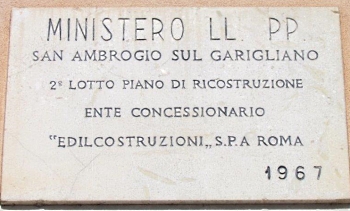 MINISTERO LL. PP.
SAN AMBROGIO SUL GARIGLIANO
2° LOTTO PIANO DI RICOSTRUZIONE
ENTE CONCESSIONARIO
“EDILCOSTRUZIONI„ S.P.A ROMA
1967